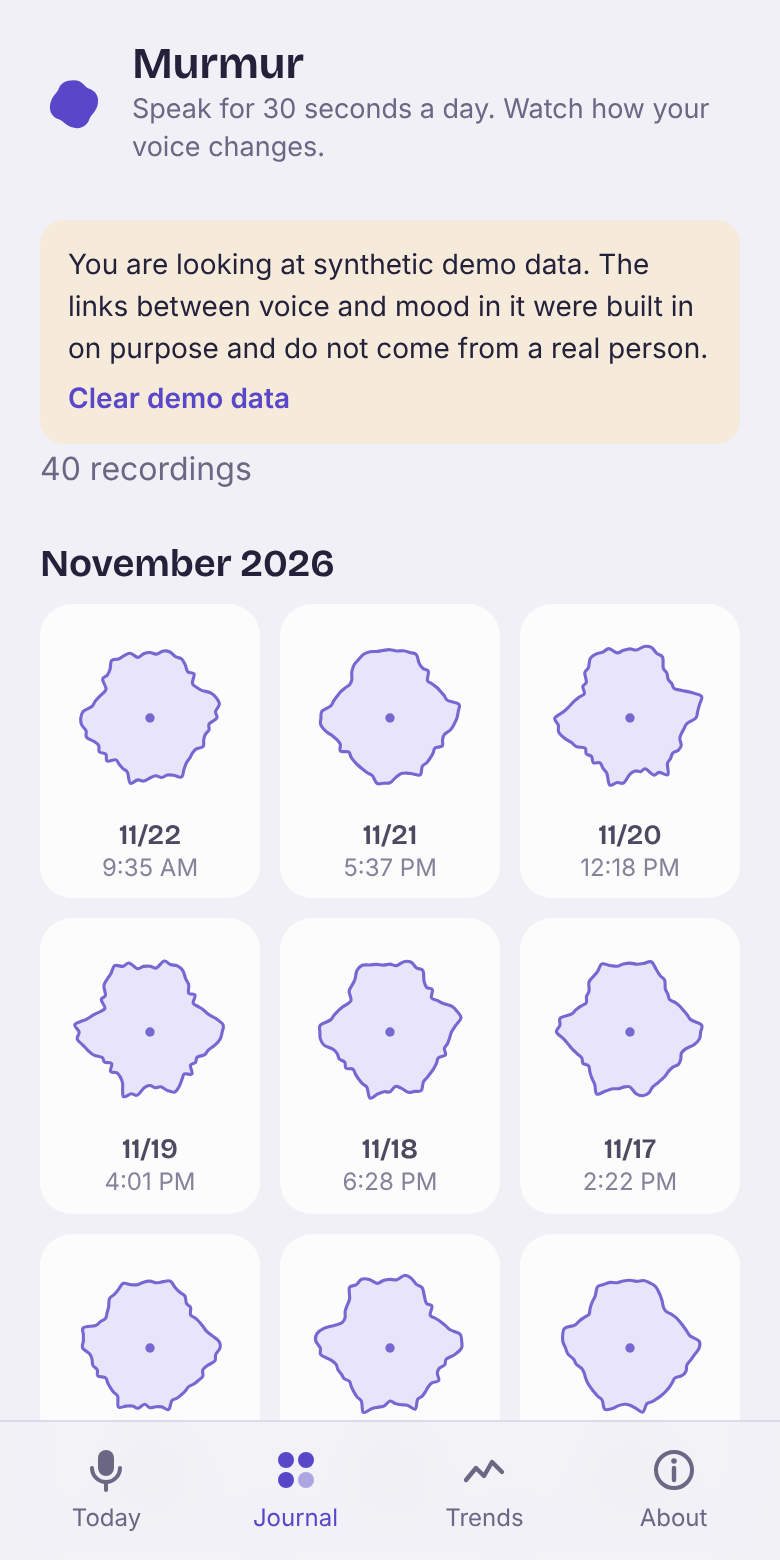 Murmur
Speak for 30 seconds a day. Watch how your
voice changes.
You are looking at synthetic demo data. The
links between voice and mood in it were built in
on purpose and do not come from a real person.
Clear demo data
40 recordings
November 2026
11/22
9:35 AM
11/21
5:37 PM
11/20
12:18 PM
11/19
4:01 PM
11/18
6:28 PM
11/17
2:22 PM
Today
Journal
Trends
About